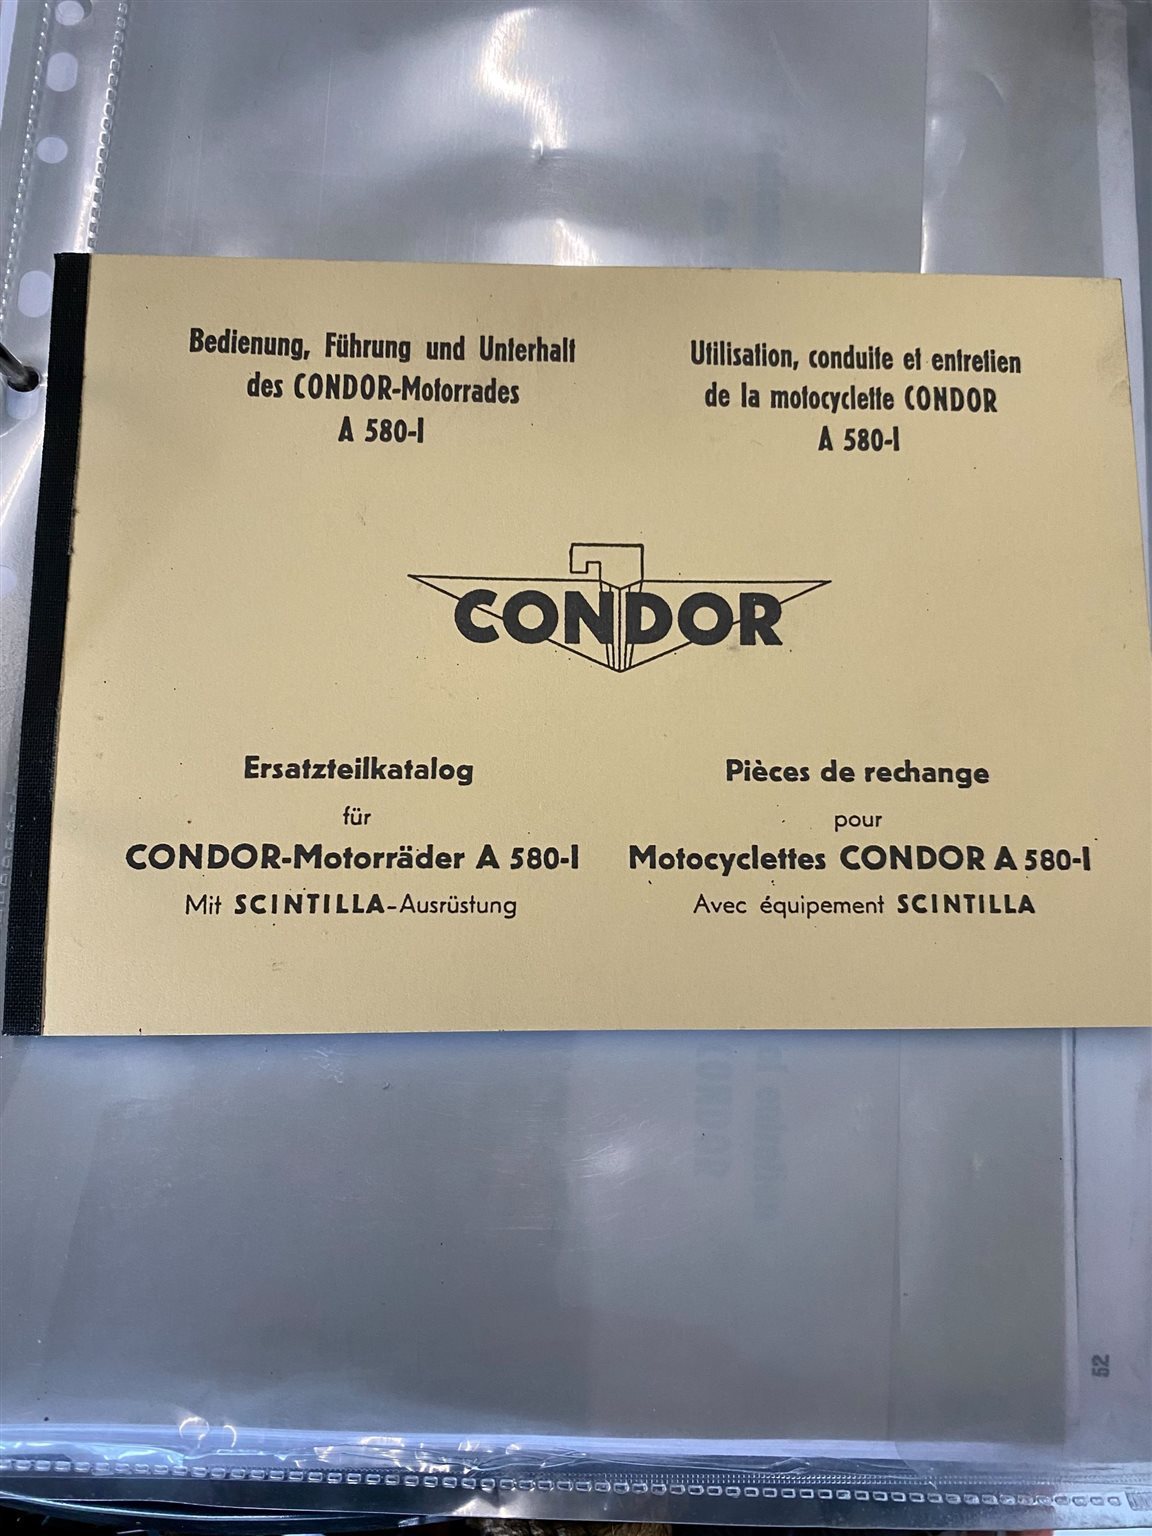 Bedienung, Führung und Unterhalt
des CONDOR-Motorrades
A 580-I
Utilisation, conduite et entretien
de la motocyclette CONDOR
A 580-I
CONDOR
Ersatzteilkatalog
für
CONDOR-Motorräder A 580-I
Mit SCINTILLA-Ausrüstung
Pièces de rechange
pour
Motocyclettes CONDOR A 580-I
Avec équipement SCINTILLA
52